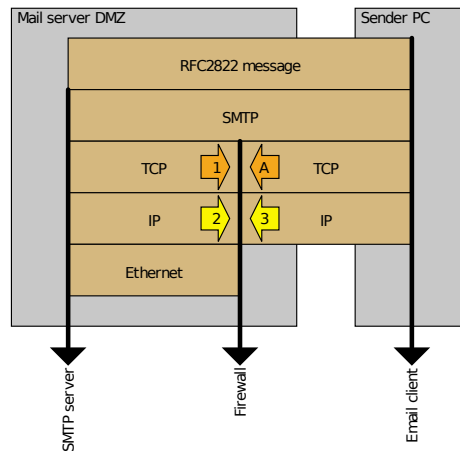 Mail server DMZ
Sender PC
RFC2822 message
SMTP
TCP
1
A
TCP
IP
2
3
IP
Ethernet
SMTP server
Firewall
Email client